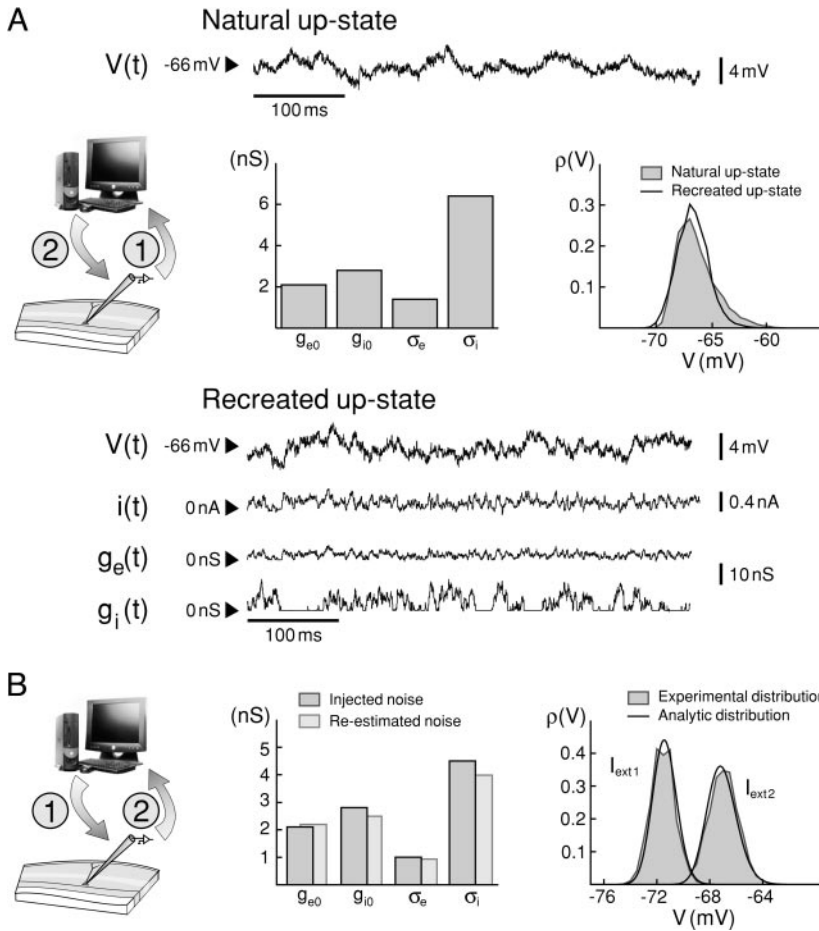 A
Natural up-state
V(t) -66 mV 4 mV
100 ms
(nS)
6
4
2
g_e0 g_i0 σ_e σ_i
ρ(V)
Natural up-state
Recreated up-state
0.3
0.2
0.1
-70 -65 -60
V (mV)
2 1
Recreated up-state
V(t) -66 mV 4 mV
i(t) 0 nA 0.4 nA
g_e(t) 0 nS
10 nS
g_i(t) 0 nS
100 ms
B
Injected noise
Re-estimated noise
(nS)
5
4
3
2
1
g_e0 g_i0 σ_e σ_i
1 2
Experimental distribution
Analytic distribution
ρ(V)
0.4
0.3
0.2
0.1
I_ext1
I_ext2
-76 -72 -68 -64
V (mV)